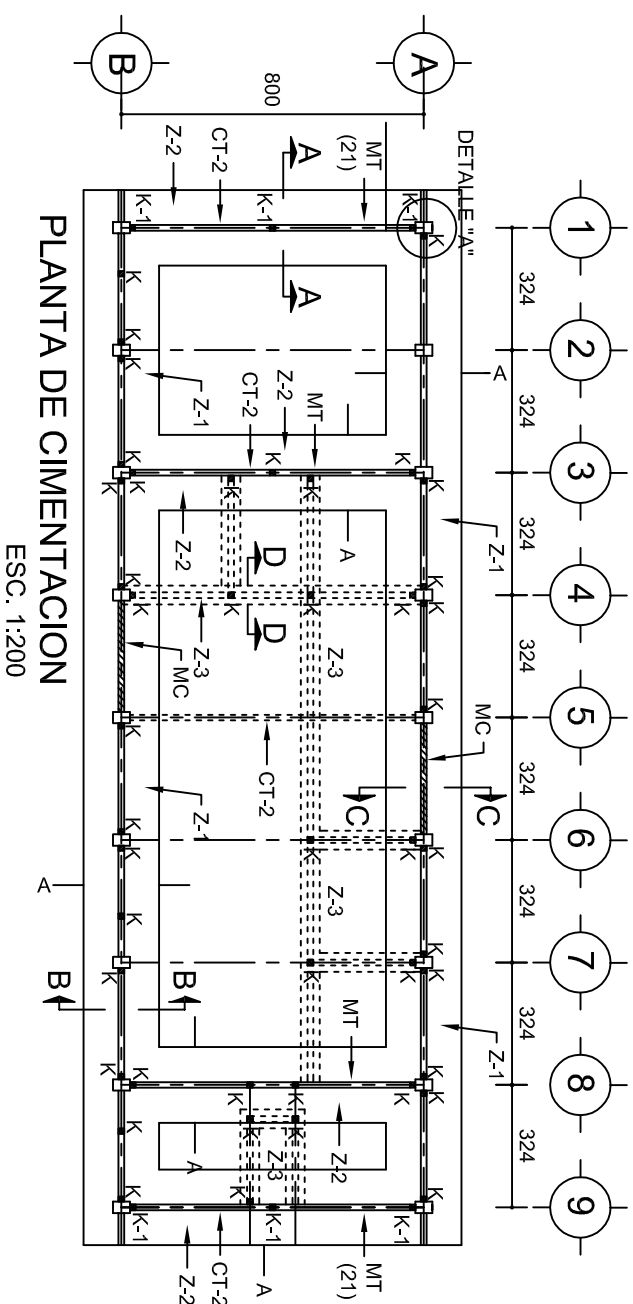 1
2
3
4
5
6
7
8
9
324
324
324
324
324
324
324
324
A
Z-1
C
Z-1
MC
DETALLE "A"
A
K
K
K
K
K
K
K
K
K
K
K
K-1
K
K
K
K
K
K
K-1
MT
(21)
C
MT
(21)
A
MT
MT
Z-3
Z-3
Z-2
K
K
K
K
K
800
A
A
Z-2
K-1
K
D
D
CT-2
Z-3
K
K-1
A
CT-2
K
K
K
CT-2
CT-2
Z-1
Z-3
MC
Z-1
A
Z-2
Z-2
B
Z-2
K-1
K
K
K
K
K
K
K
K-1
B
K
K
K
K
K
K
K
K
K
A
B
PLANTA DE CIMENTACION
ESC. 1:200